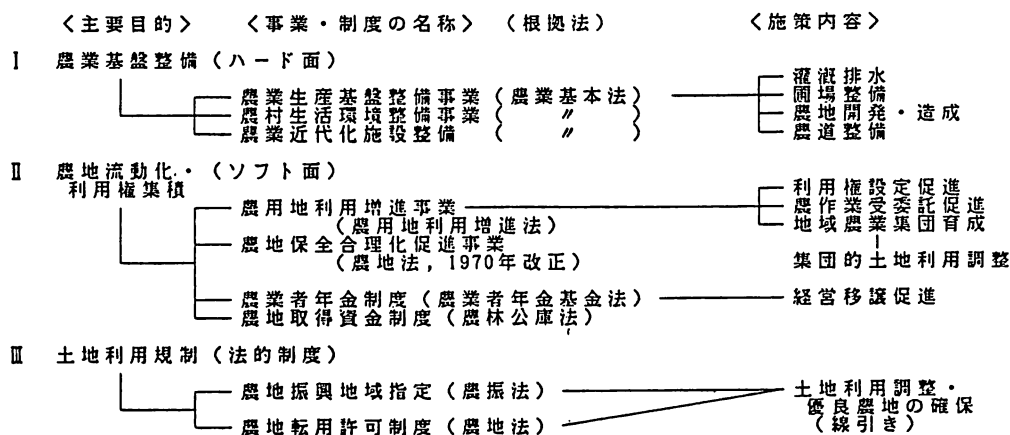 〈主要目的〉 〈事業・制度の名称〉 (根拠法) 〈施策内容〉
Ⅰ 農業基盤整備(ハード面)
灌漑排水
農業生産基盤整備事業(農業基本法) 圃場整備
農村生活環境整備事業( 〃 ) 農地開発・造成
農業近代化施設整備 ( 〃 ) 農道整備
Ⅱ 農地流動化・(ソフト面)
利用権集積 利用権設定促進
農用地利用増進事業 農作業受委託促進
(農用地利用増進法) 地域農業集団育成
農地保全合理化促進事業
(農地法,1970年改正) 集団的土地利用調整
農業者年金制度(農業者年金基金法) 経営移譲促進
農地取得資金制度(農林公庫法)
Ⅲ 土地利用規制(法的制度)
農地振興地域指定(農振法) 土地利用調整・
優良農地の確保
農地転用許可制度(農地法) (線引き)